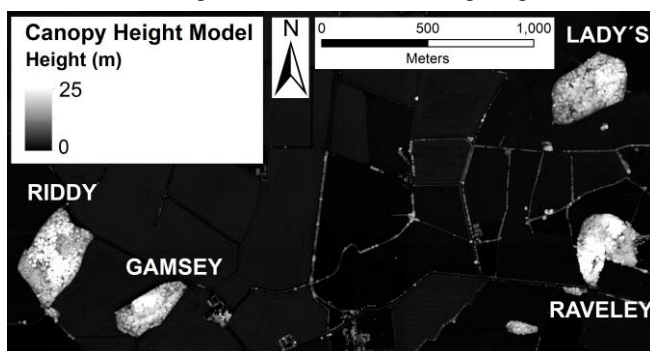 Canopy Height Model
Height (m)
25
0
N
0 500 1,000
Meters
LADY´S
RIDDY
GAMSEY
RAVELEY